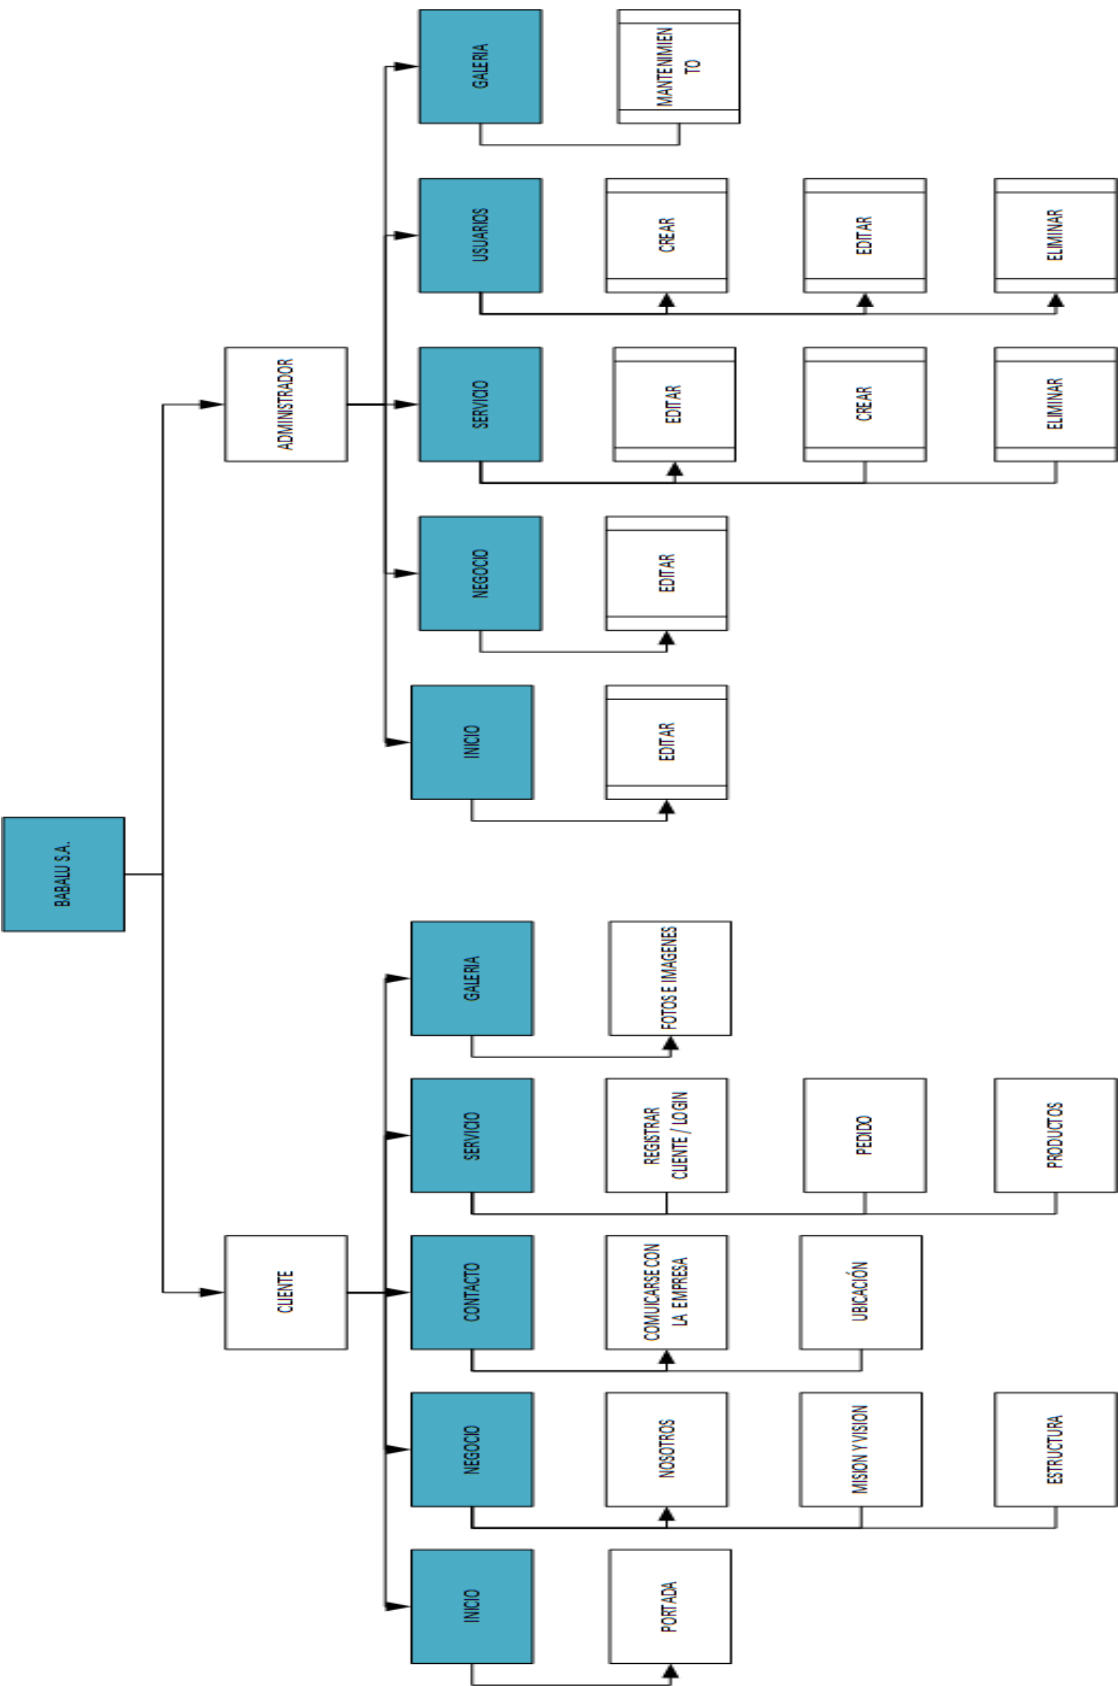 BABALU S.A.
CLIENTE
ADMINISTRADOR
INICIO
NEGOCIO
CONTACTO
SERVICIO
GALERIA
INICIO
NEGOCIO
SERVICIO
USUARIOS
GALERIA
PORTADA
NOSOTROS
COMUICARSE CON
LA EMPRESA
REGISTRAR
CLIENTE / LOGIN
FOTOS E IMAGENES
EDITAR
EDITAR
EDITAR
CREAR
MANTENIMIEN
TO
MISION Y VISION
UBICACIÓN
PEDIDO
CREAR
EDITAR
ESTRUCTURA
PRODUCTOS
ELIMINAR
ELIMINAR